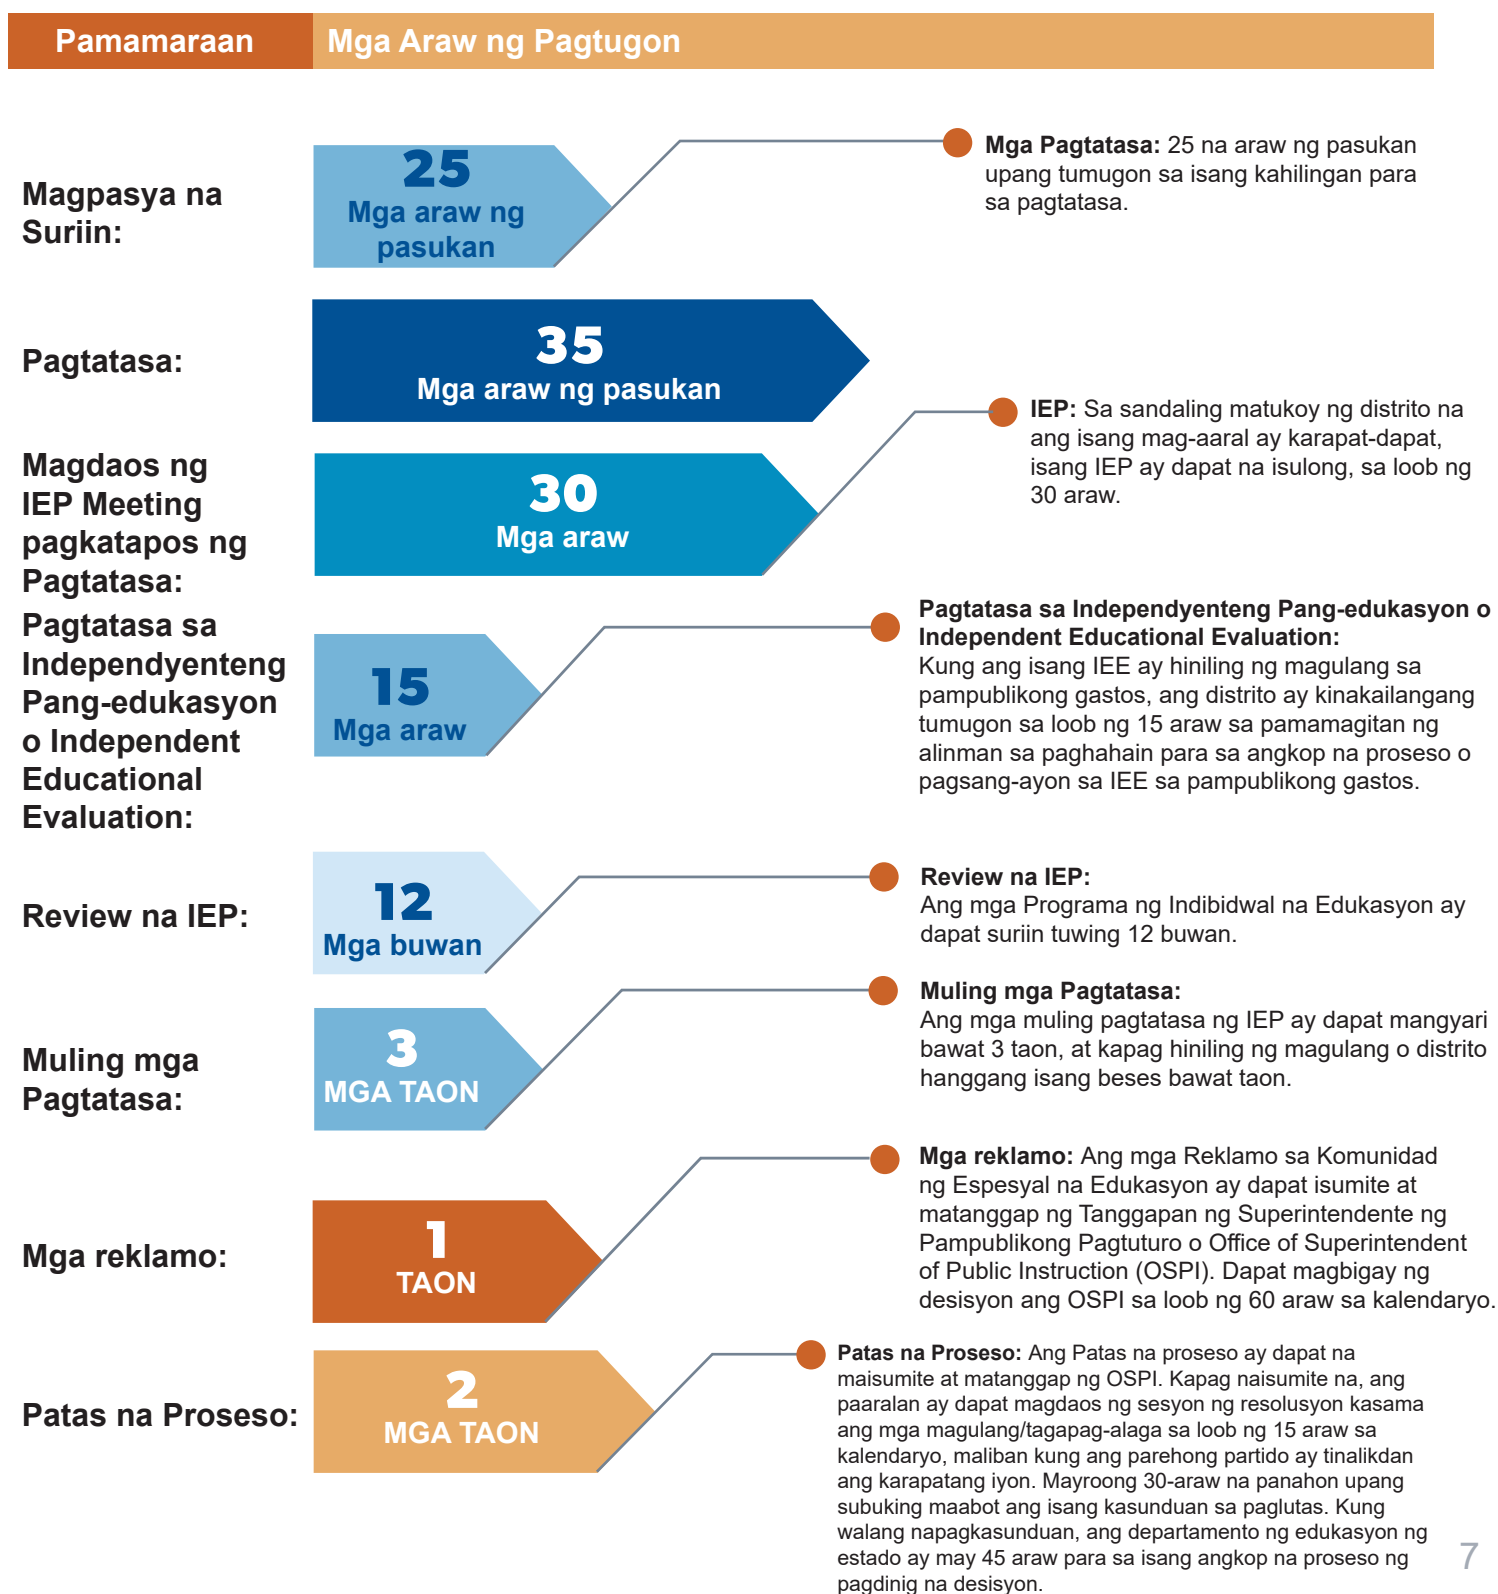 Pamamaraan
Mga Araw ng Pagtugon
Magpasya na
Suriin:
25
Mga araw ng
pasukan
Mga Pagtatasa: 25 na araw ng pasukan
upang tumugon sa isang kahilingan para
sa pagtatasa.
Pagtatasa:
35
Mga araw ng pasukan
Magdaos ng
IEP Meeting
pagkatapos ng
Pagtatasa:
30
Mga araw
IEP: Sa sandaling matukoy ng distrito na
ang isang mag-aaral ay karapat-dapat,
isang IEP ay dapat na isulong, sa loob ng
30 araw.
Pagtatasa sa
Independyenteng
Pang-edukasyon
o Independent
Educational
Evaluation:
15
Mga araw
Pagtatasa sa Independyenteng Pang-edukasyon o
Independent Educational Evaluation:
Kung ang isang IEE ay hiniling ng magulang sa
pampublikong gastos, ang distrito ay kinakailangang
tumugon sa loob ng 15 araw sa pamamagitan ng
alinman sa paghahain para sa angkop na proseso o
pagsang-ayon sa IEE sa pampublikong gastos.
Review na IEP:
12
Mga buwan
Review na IEP:
Ang mga Programa ng Indibidwal na Edukasyon ay
dapat suriin tuwing 12 buwan.
Muling mga
Pagtatasa:
3
MGA TAON
Muling mga Pagtatasa:
Ang mga muling pagtatasa ng IEP ay dapat mangyari
bawat 3 taon, at kapag hiniling ng magulang o distrito
hanggang isang beses bawat taon.
Mga reklamo:
1
TAON
Mga reklamo: Ang mga Reklamo sa Komunidad
ng Espesyal na Edukasyon ay dapat isumite at
matanggap ng Tanggapan ng Superintendente ng
Pampublikong Pagtuturo o Office of Superintendent
of Public Instruction (OSPI). Dapat magbigay ng
desisyon ang OSPI sa loob ng 60 araw sa kalendaryo.
Patas na Proseso:
2
MGA TAON
Patas na Proseso: Ang Patas na proseso ay dapat na
maisumite at matanggap ng OSPI. Kapag naisumite na, ang
paaralan ay dapat magdaos ng sesyon ng resolusyon kasama
ang mga magulang/tagapag-alaga sa loob ng 15 araw sa
kalendaryo, maliban kung ang parehong partido ay tinalikdan
ang karapatang iyon. Mayroong 30-araw na panahon upang
subuking maabot ang isang kasunduan sa paglutas. Kung
walang napagkasunduan, ang departamento ng edukasyon ng
estado ay may 45 araw para sa isang angkop na proseso ng
pagdinig na desisyon.
7